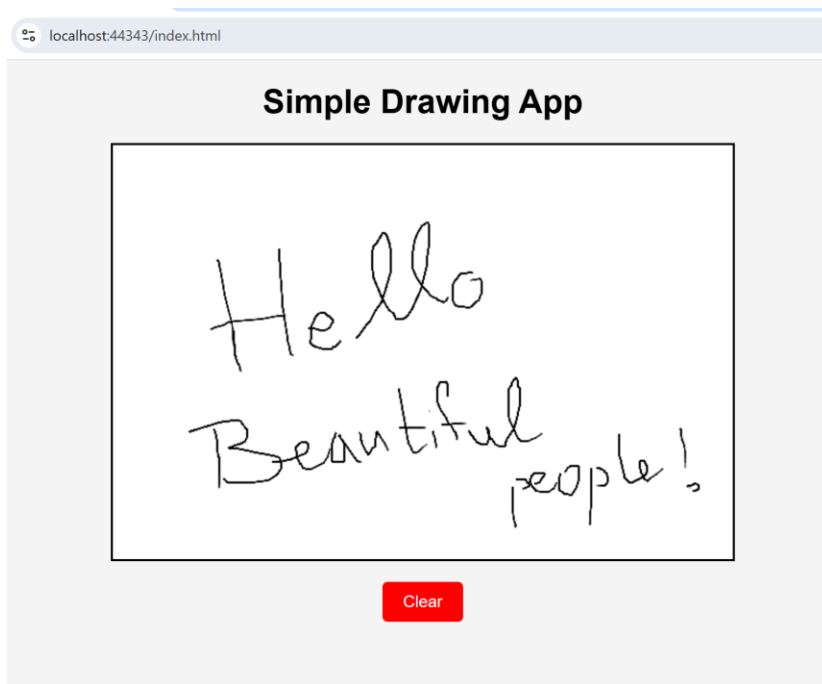 localhost:44343/index.html
Simple Drawing App
Hello
Beautiful
people!
Clear